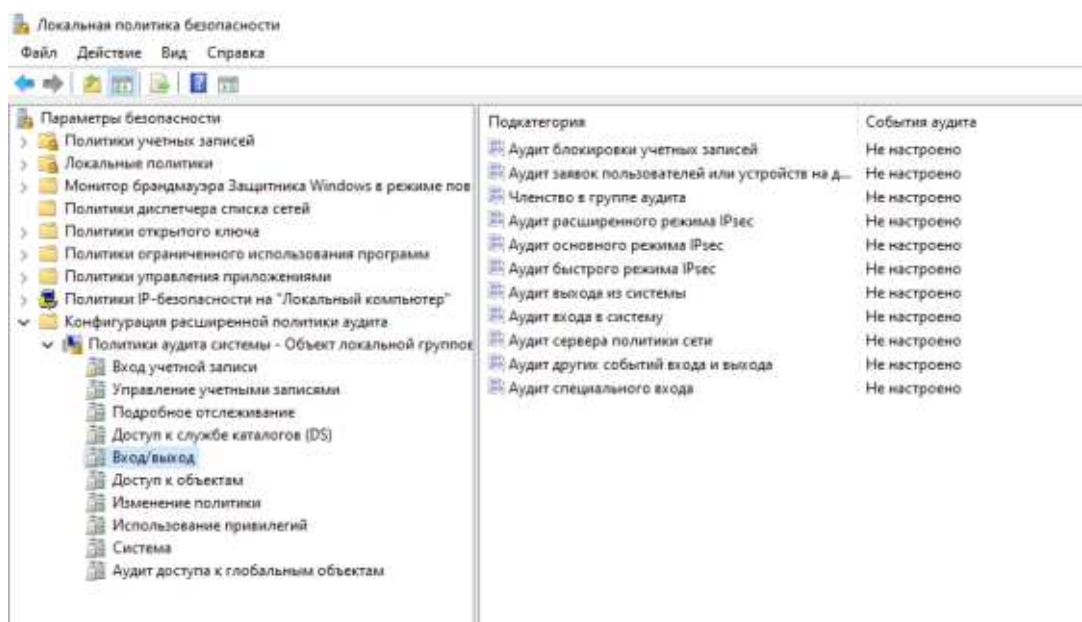 Локальная политика безопасности
Файл Действие Вид Справка
Параметры безопасности
Политики учетных записей
Локальные политики
Монитор брандмауэра Защитника Windows в режиме пов
Политики диспетчера списка сетей
Политики открытого ключа
Политики ограниченного использования программ
Политики управления приложениями
Политики IP-безопасности на "Локальный компьютер"
Конфигурация расширенной политики аудита
Политики аудита системы - Объект локальной группов
Вход учетной записи
Управление учетными записями
Подробное отслеживание
Доступ к службе каталогов (DS)
Вход/выход
Доступ к объектам
Изменение политики
Использование привилегий
Система
Аудит доступа к глобальным объектам
Подкатегория События аудита
Аудит блокировки учетных записей Не настроено
Аудит заявок пользователей или устройств на д... Не настроено
Членство в группе аудита Не настроено
Аудит расширенного режима IPsec Не настроено
Аудит основного режима IPsec Не настроено
Аудит быстрого режима IPsec Не настроено
Аудит выхода из системы Не настроено
Аудит входа в систему Не настроено
Аудит сервера политики сети Не настроено
Аудит других событий входа и выхода Не настроено
Аудит специального входа Не настроено